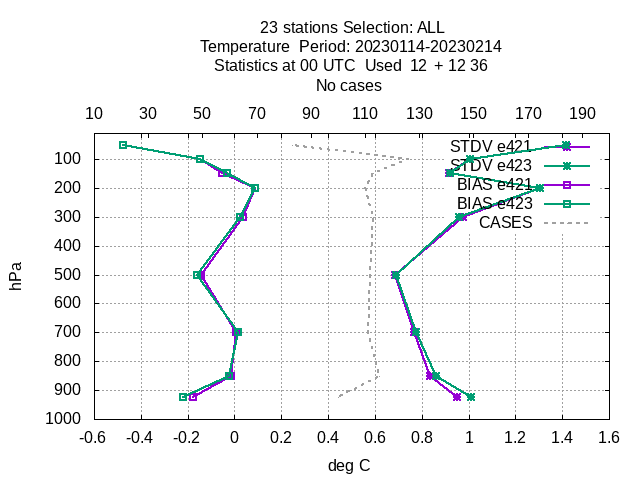 23 stations Selection: ALL
Temperature Period: 20230114-20230214
Statistics at 00 UTC Used 12 + 12 36
No cases
10 30 50 70 90 110 130 150 170 190
100
200
300
400
500
600
700
800
900
1000
hPa
STDV e421
STDV e423
BIAS e421
BIAS e423
CASES
-0.6 -0.4 -0.2 0 0.2 0.4 0.6 0.8 1 1.2 1.4 1.6
deg C